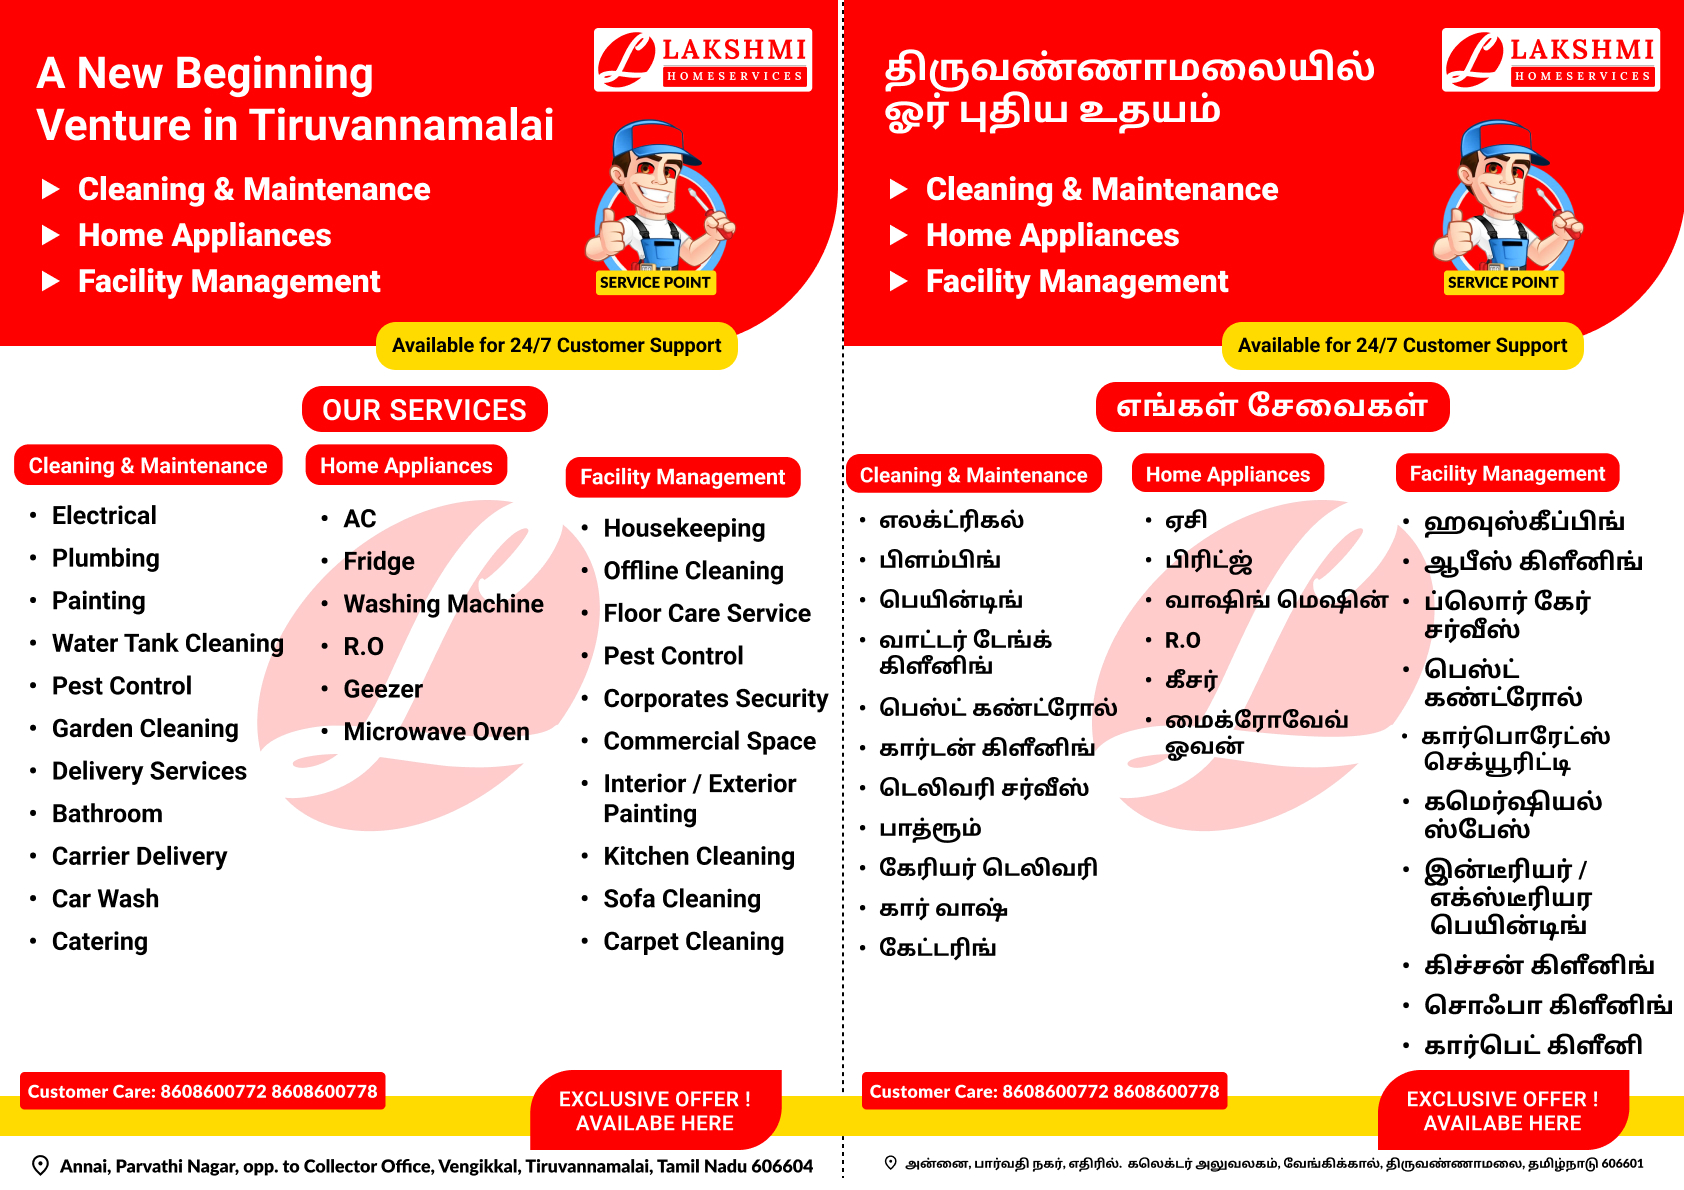 A New Beginning
Venture in Tiruvannamalai
LAKSHMI
HOMESERVICES
Cleaning & Maintenance
Home Appliances
Facility Management
SERVICE POINT
Available for 24/7 Customer Support
OUR SERVICES
Cleaning & Maintenance
• Electrical
• Plumbing
• Painting
• Water Tank Cleaning
• Pest Control
• Garden Cleaning
• Delivery Services
• Bathroom
• Carrier Delivery
• Car Wash
• Catering
Home Appliances
• AC
• Fridge
• Washing Machine
• R.O
• Geezer
• Microwave Oven
Facility Management
• Housekeeping
• Offline Cleaning
• Floor Care Service
• Pest Control
• Corporates Security
• Commercial Space
• Interior / Exterior
Painting
• Kitchen Cleaning
• Sofa Cleaning
• Carpet Cleaning
Customer Care: 8608600772 8608600778
EXCLUSIVE OFFER !
AVAILABE HERE
Annai, Parvathi Nagar, opp. to Collector Office, Vengikkal, Tiruvannamalai, Tamil Nadu 606604
திருவண்ணாமலையில்
ஓர் புதிய உதயம்
LAKSHMI
HOMESERVICES
Cleaning & Maintenance
Home Appliances
Facility Management
SERVICE POINT
Available for 24/7 Customer Support
எங்கள் சேவைகள்
Cleaning & Maintenance
• எலக்ட்ரிகல்
• பிளம்பிங்
• பெயின்டிங்
• வாட்டர் டேங்க்
கிளீனிங்
• பெஸ்ட் கண்ட்ரோல்
• கார்டன் கிளீனிங்
• டெலிவரி சர்வீஸ்
• பாத்ரூம்
• கேரியர் டெலிவரி
• கார் வாஷ்
• கேட்டரிங்
Home Appliances
• ஏசி
• பிரிட்ஜ்
• வாஷிங் மெஷின்
• R.O
• கீசர்
• மைக்ரோவேவ்
ஓவன்
Facility Management
• ஹவுஸ்கீப்பிங்
• ஆபீஸ் கிளீனிங்
• ப்லொர் கேர்
சர்வீஸ்
• பெஸ்ட்
கண்ட்ரோல்
• கார்பொரேட்ஸ்
செக்யூரிட்டி
• கமெர்ஷியல்
ஸ்பேஸ்
• இன்டீரியர் /
எக்ஸ்டீரியர
பெயின்டிங்
• கிச்சன் கிளீனிங்
• சொஃபா கிளீனிங்
• கார்பெட் கிளீனி
Customer Care: 8608600772 8608600778
EXCLUSIVE OFFER !
AVAILABE HERE
அன்னை, பார்வதி நகர், எதிரில். கலெக்டர் அலுவலகம், வேங்கிக்கால், திருவண்ணாமலை, தமிழ்நாடு 606601